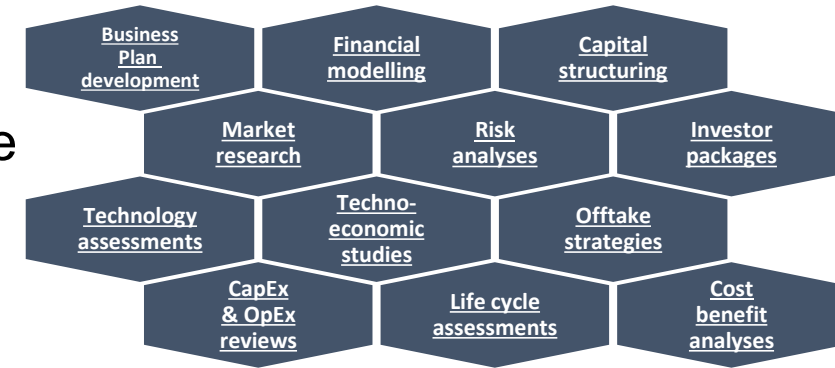 Business
Plan
development
Financial
modelling
Capital
structuring
e
Market
research
Risk
analyses
Investor
packages
Technology
assessments
Techno-
economic
studies
Offtake
strategies
CapEx
& OpEx
reviews
Life cycle
assessments
Cost
benefit
analyses